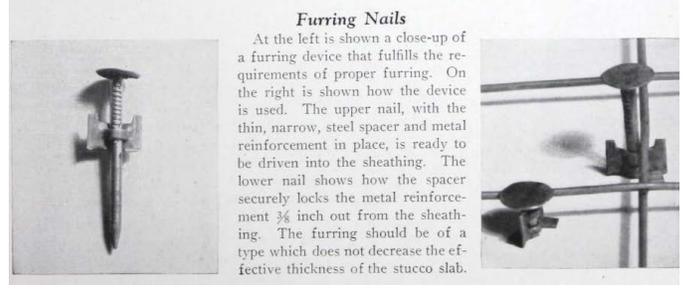 Furring Nails
At the left is shown a close-up of
a furring device that fulfills the re-
quirements of proper furring. On
the right is shown how the device
is used. The upper nail, with the
thin, narrow, steel spacer and metal
reinforcement in place, is ready to
be driven into the sheathing. The
lower nail shows how the spacer
securely locks the metal reinforce-
ment ⅜ inch out from the sheath-
ing. The furring should be of a
type which does not decrease the ef-
fective thickness of the stucco slab.